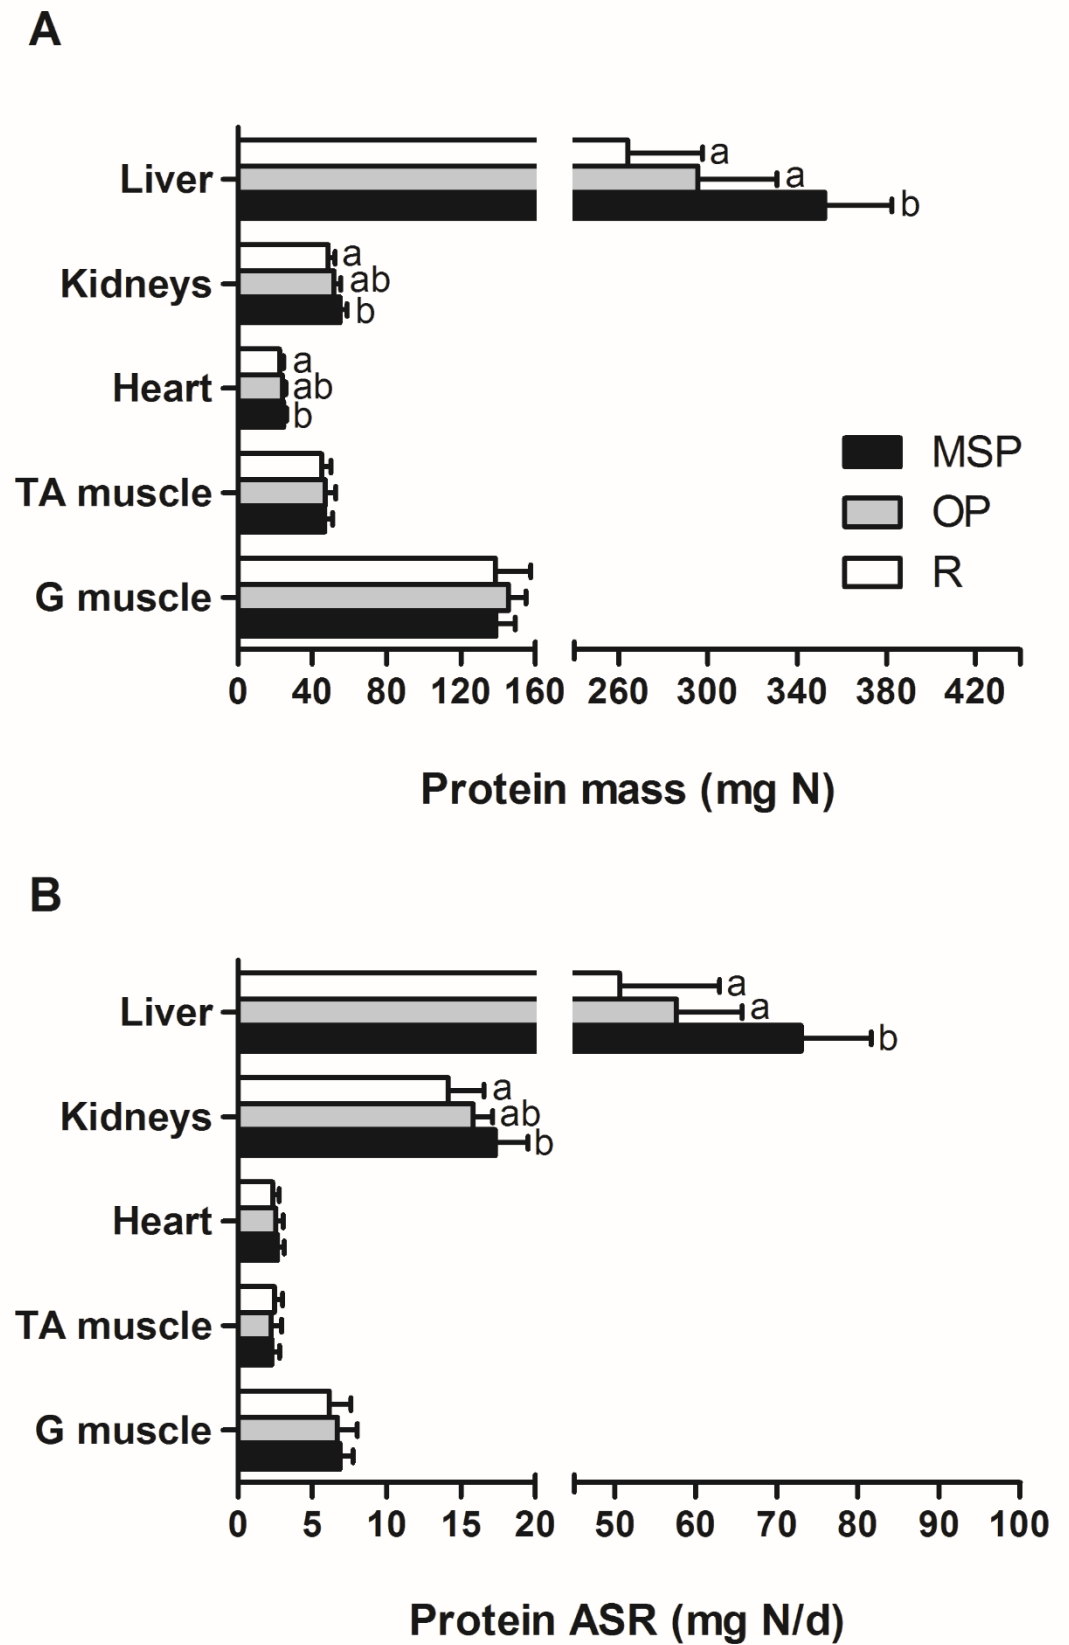 A
Liver
a
a
b
Kidneys
a
ab
b
Heart
a
ab
b
TA muscle
G muscle
MSP
OP
R
0 40 80 120 160 260 300 340 380 420
Protein mass (mg N)
B
Liver
a
a
b
Kidneys
a
ab
b
Heart
TA muscle
G muscle
0 5 10 15 20 50 60 70 80 90 100
Protein ASR (mg N/d)